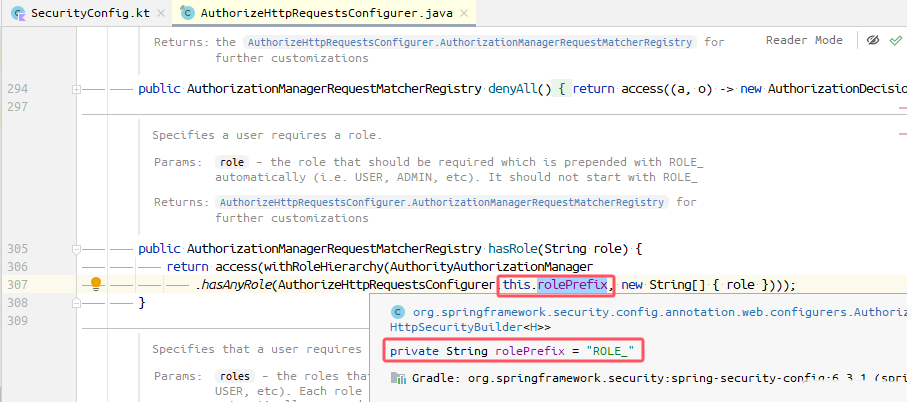 SecurityConfig.kt × AuthorizeHttpRequestsConfigurer.java ×
Returns: the AuthorizeHttpRequestsConfigurer.AuthorizationManagerRequestMatcherRegistry for
further customizations
Reader Mode
294 public AuthorizationManagerRequestMatcherRegistry denyAll() { return access((a, o) -> new AuthorizationDecisio
297
Specifies a user requires a role.
Params: role – the role that should be required which is prepended with ROLE_
automatically (i.e. USER, ADMIN, etc). It should not start with ROLE_
Returns: AuthorizeHttpRequestsConfigurer.AuthorizationManagerRequestMatcherRegistry for
further customizations
305 public AuthorizationManagerRequestMatcherRegistry hasRole(String role) {
306 return access(withRoleHierarchy(AuthorityAuthorizationManager
307 .hasAnyRole(AuthorizeHttpRequestsConfigurer this.rolePrefix, new String[] { role })));
308 }
309
org.springframework.security.config.annotation.web.configurers.Authoriz
HttpSecurityBuilder<H>>
private String rolePrefix = "ROLE_"
Specifies that a user requires
Params: roles – the roles that
USER, etc). Each role
Gradle: org.springframework.security:spring-security-config:6.3.1 (spri